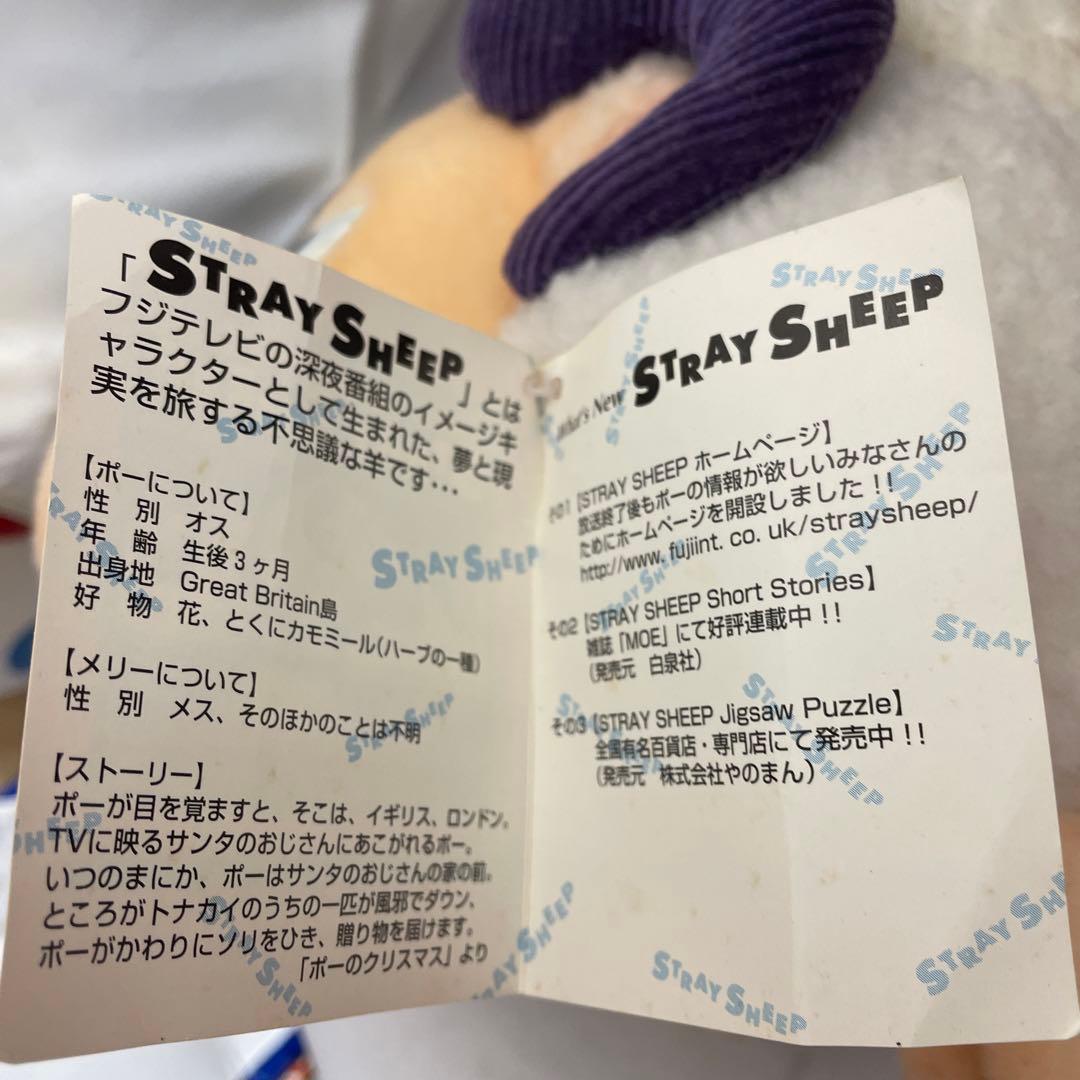 「STRAY SHEEP」とは
フジテレビの深夜番組のイメージキ
ャラクターとして生まれた、夢と現
実を旅する不思議な羊です…
【ポーについて】
性 別 オス
年 齢 生後3ヶ月
出身地 Great Britain島
好 物 花、とくにカモミール(ハーブの一種)
【メリーについて】
性 別 メス、そのほかのことは不明
【ストーリー】
ポーが目を覚ますと、そこは、イギリス、ロンドン。
TVに映るサンタのおじさんにあこがれるポー。
いつのまにか、ポーはサンタのおじさんの家の前。
ところがトナカイのうちの一匹が風邪でダウン、
ポーがかわりにソリをひき、贈り物を届けます。
「ポーのクリスマス」より
What's New STRAY SHEEP
その1【STRAY SHEEP ホームページ】
放送終了後もポーの情報が欲しいみなさんの
ためにホームページを開設しました!!
http://www.fujiint.co.uk/straysheep/
その2【STRAY SHEEP Short Stories】
雑誌「MOE」にて好評連載中!!
(発売元 白泉社)
その3【STRAY SHEEP Jigsaw Puzzle】
全国有名百貨店・専門店にて発売中!!
(発売元 株式会社やのまん)
STRAY SHEEP
STRAY SHEEP
STRAY SHEEP
STRAY SHEEP
STRAY SHEEP
STRAY SHEEP